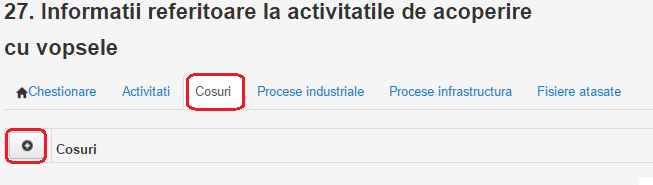 27. Informatii referitoare la activitatile de acoperire
cu vopsele
Chestionare Activitati Cosuri Procese industriale Procese infrastructura Fisiere atasate
Cosuri